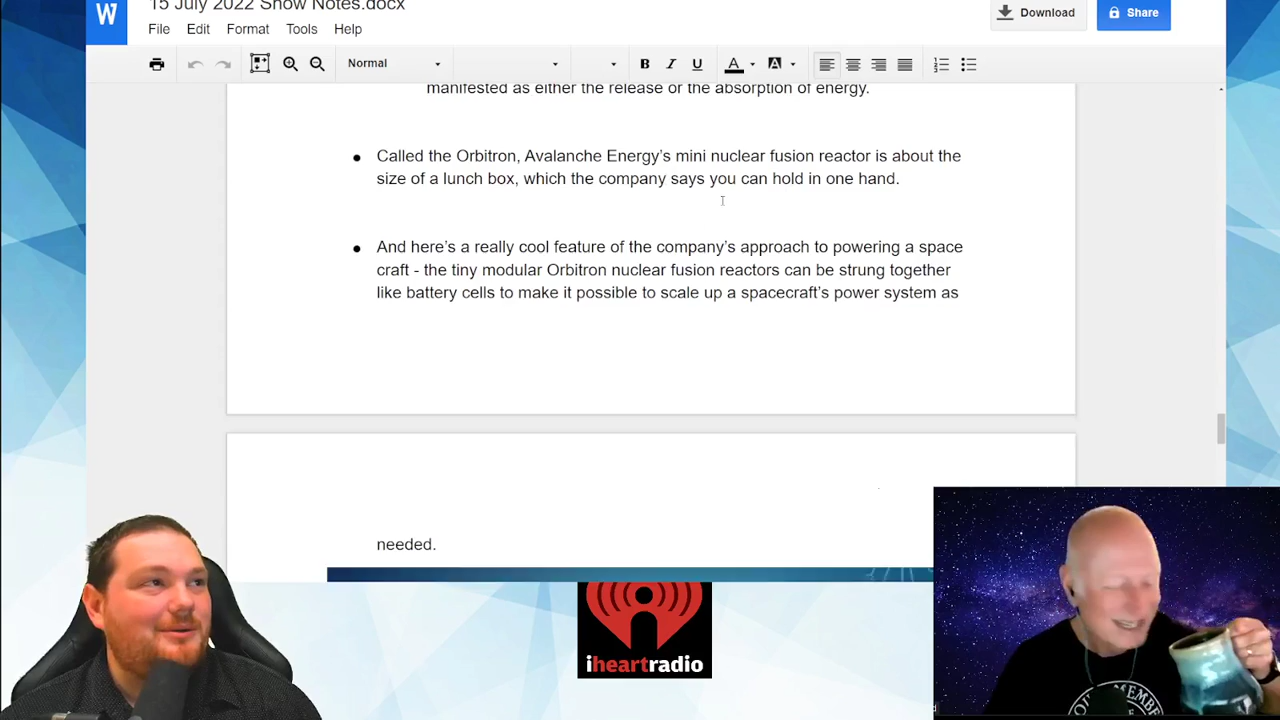 15 July 2022 Show Notes.docx
W
File Edit Format Tools Help
Download
Share
Normal
B I U A A
manifested as either the release or the absorption of energy.
● Called the Orbitron, Avalanche Energy's mini nuclear fusion reactor is about the
size of a lunch box, which the company says you can hold in one hand.
● And here's a really cool feature of the company's approach to powering a space
craft - the tiny modular Orbitron nuclear fusion reactors can be strung together
like battery cells to make it possible to scale up a spacecraft's power system as
needed.
iheartradio